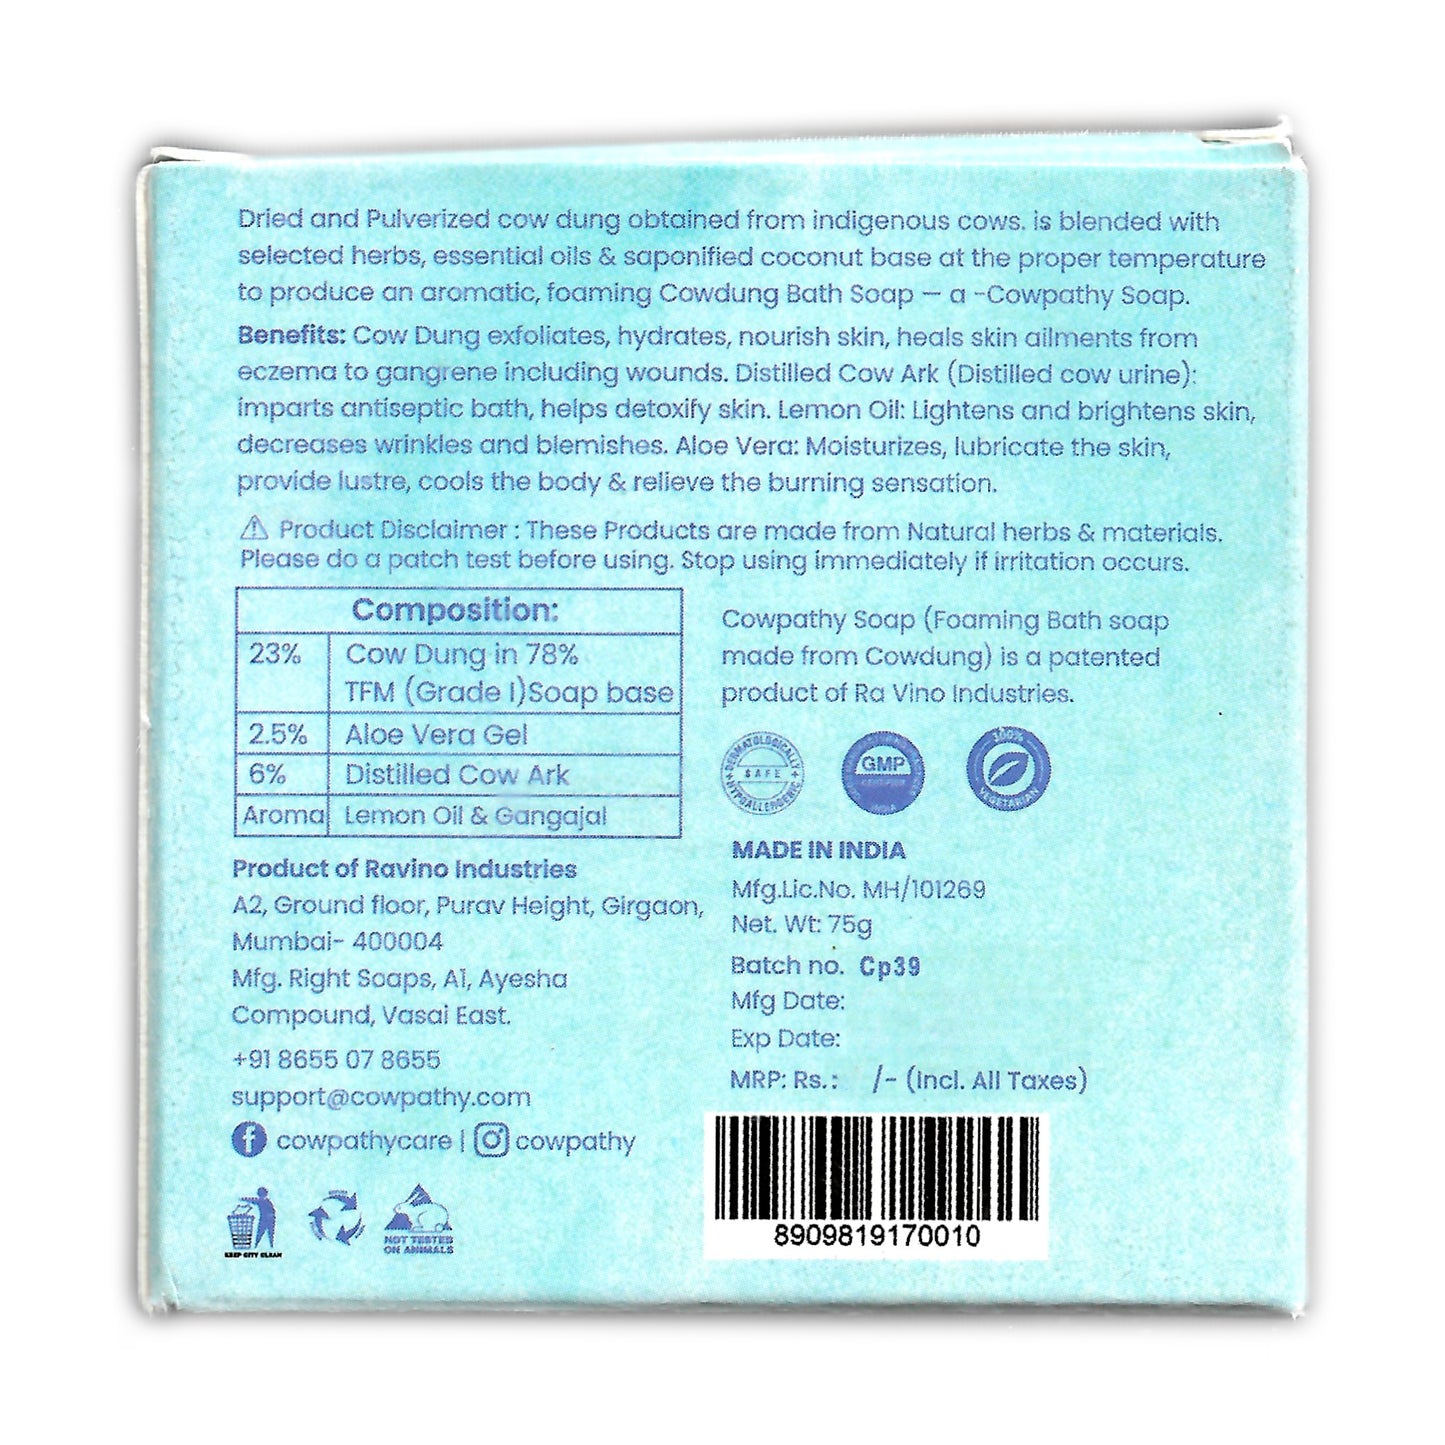 Dried and Pulverized cow dung obtained from indigenous cows. is blended with
selected herbs, essential oils & saponified coconut base at the proper temperature
to produce an aromatic, foaming Cowdung Bath Soap — a -Cowpathy Soap.
Benefits: Cow Dung exfoliates, hydrates, nourish skin, heals skin ailments from
eczema to gangrene including wounds. Distilled Cow Ark (Distilled cow urine):
imparts antiseptic bath, helps detoxify skin. Lemon Oil: Lightens and brightens skin,
decreases wrinkles and blemishes. Aloe Vera: Moisturizes, lubricate the skin,
provide lustre, cools the body & relieve the burning sensation.
⚠ Product Disclaimer : These Products are made from Natural herbs & materials.
Please do a patch test before using. Stop using immediately if irritation occurs.
Composition:
23% Cow Dung in 78%
TFM (Grade I)Soap base
2.5% Aloe Vera Gel
6% Distilled Cow Ark
Aroma Lemon Oil & Gangajal
Product of Ravino Industries
A2, Ground floor, Purav Height, Girgaon,
Mumbai- 400004
Mfg. Right Soaps, A1, Ayesha
Compound, Vasai East.
+91 8655 07 8655
support@cowpathy.com
cowpathycare | cowpathy
KEEP CITY CLEAN
NOT TESTED
ON ANIMALS
Cowpathy Soap (Foaming Bath soap
made from Cowdung) is a patented
product of Ra Vino Industries.
DERMATOLOGICALLY
SAFE
HYPOALLERGENIC
GMP
INDIA
100%
VEGETARIAN
MADE IN INDIA
Mfg.Lic.No. MH/101269
Net. Wt: 75g
Batch no. Cp39
Mfg Date:
Exp Date:
MRP: Rs.: /- (Incl. All Taxes)
8909819170010